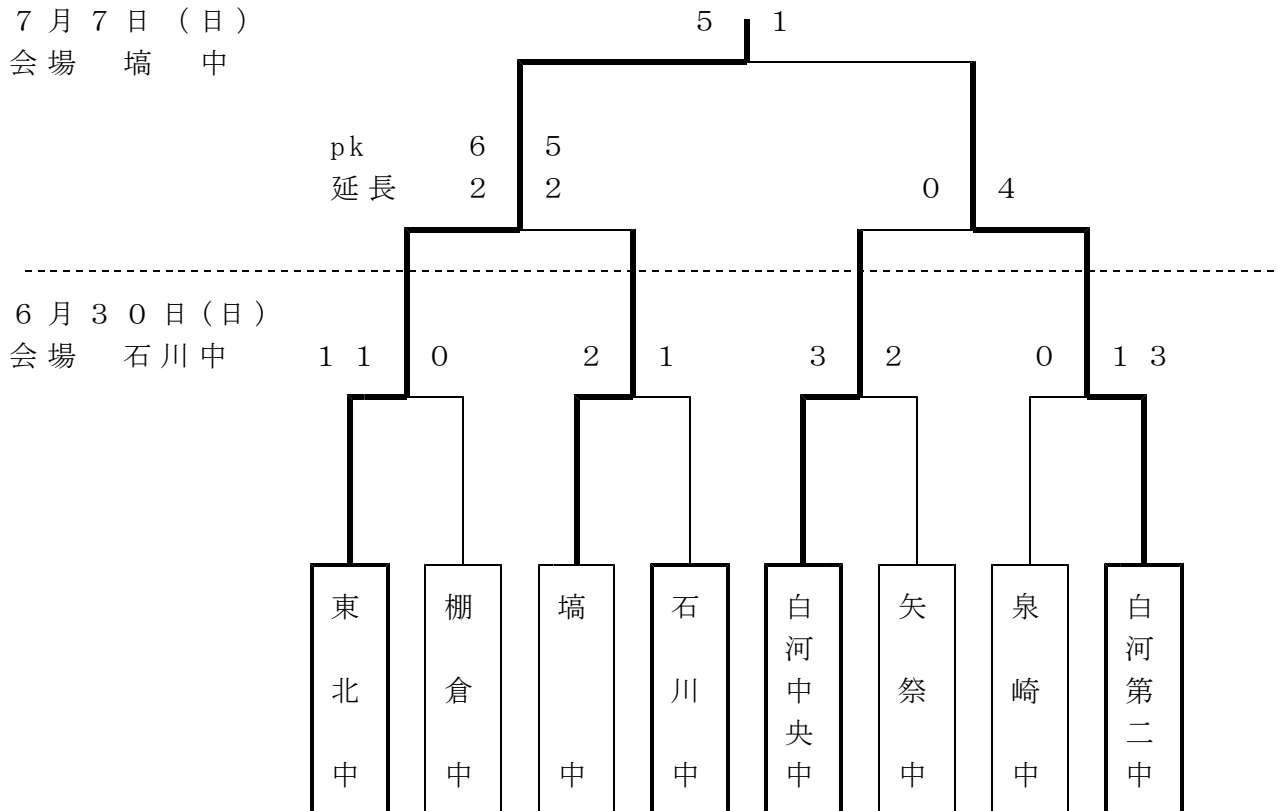 ７月７日（日）
会場　塙　中
５　１
pk　６　５
延長　２　２
０　４
６月３０日（日）
会場　石川中
１１　０
２　１
３　２
０　１３
東北中
棚倉中
塙中
石川中
白河中央中
矢祭中
泉崎中
白河第二中